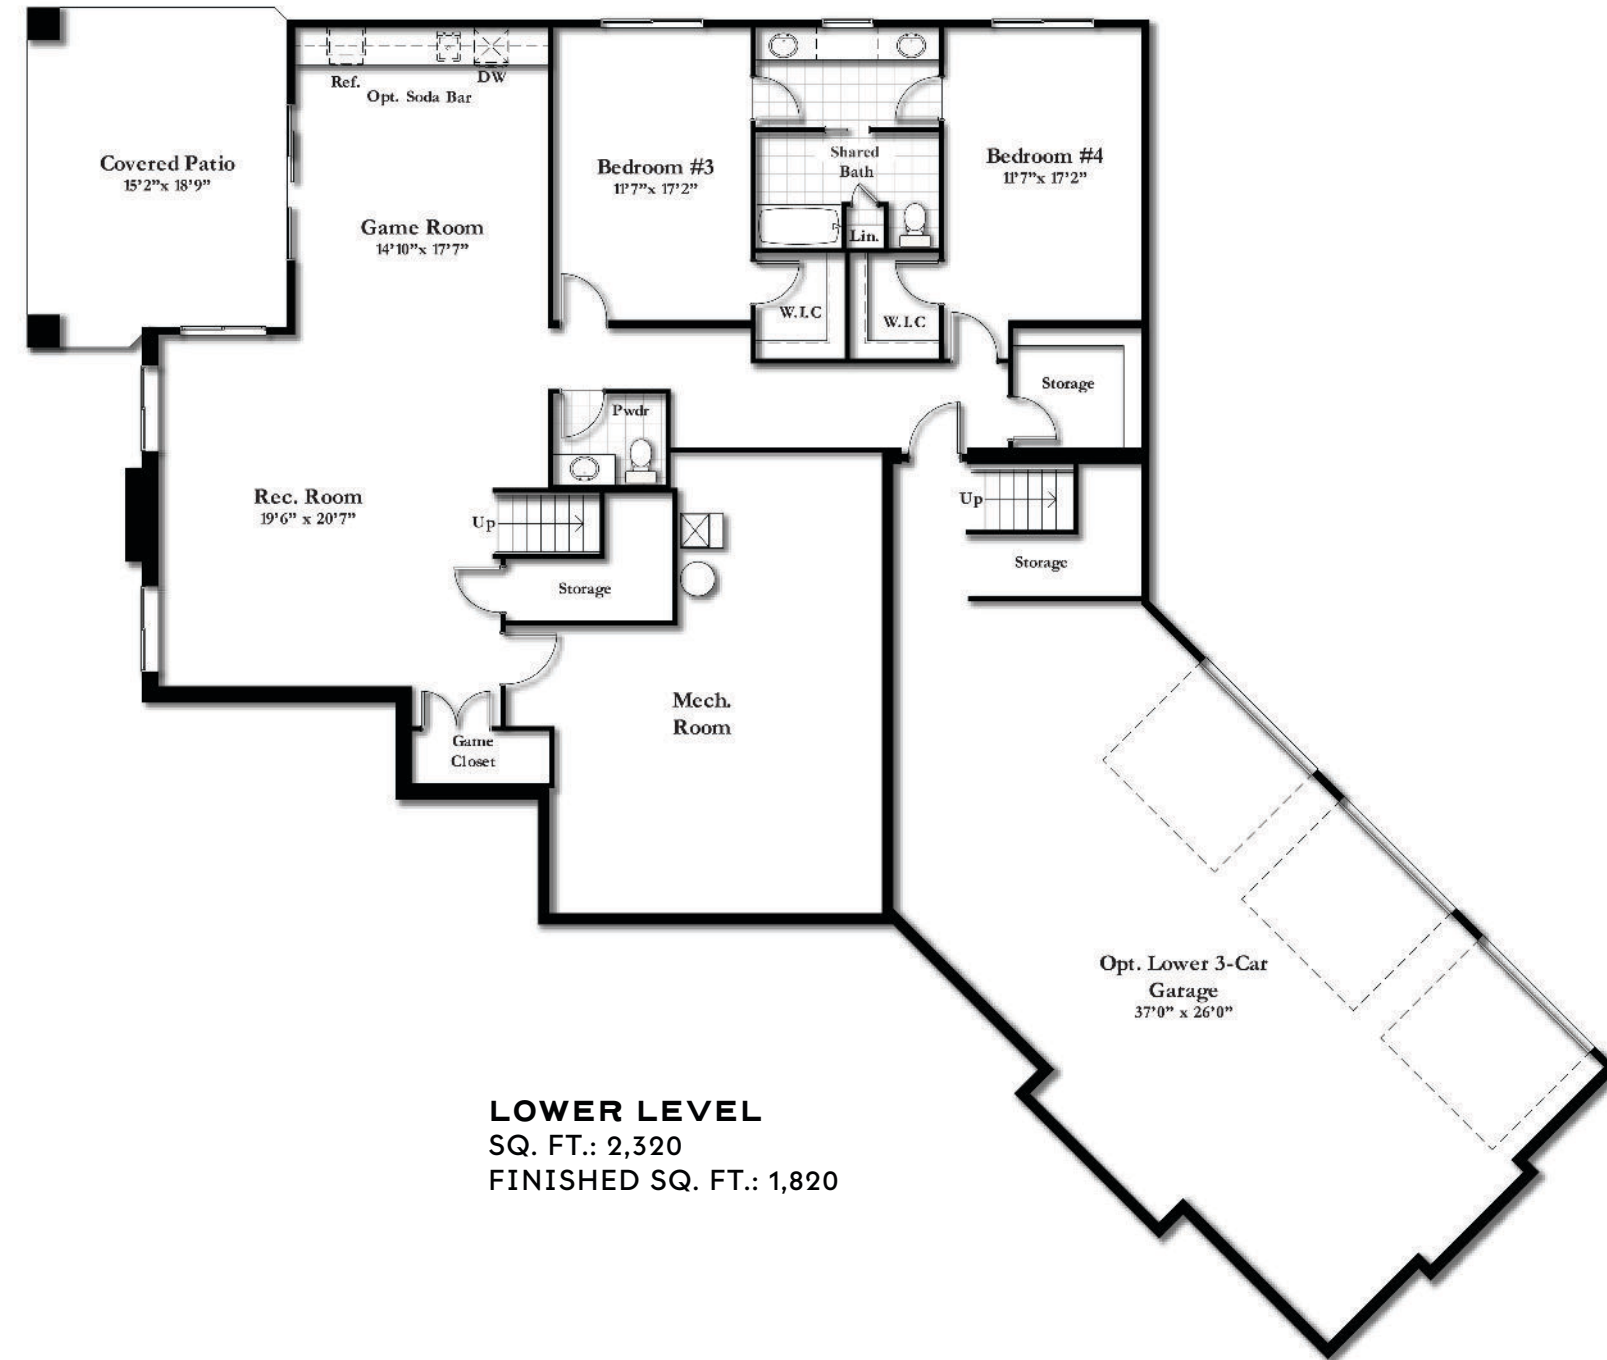 Ref.
DW
Opt. Soda Bar
Covered Patio
15'2"x 18'9"
Game Room
14'10"x 17'7"
Bedroom #3
11'7"x 17'2"
Shared
Bath
Lin.
Bedroom #4
11'7"x 17'2"
W.I.C
W.I.C
Storage
Pwdr
Rec. Room
19'6" x 20'7"
Up
Storage
Up
Storage
Mech.
Room
Game
Closet
Opt. Lower 3-Car
Garage
37'0" x 26'0"
LOWER LEVEL
SQ. FT.: 2,320
FINISHED SQ. FT.: 1,820